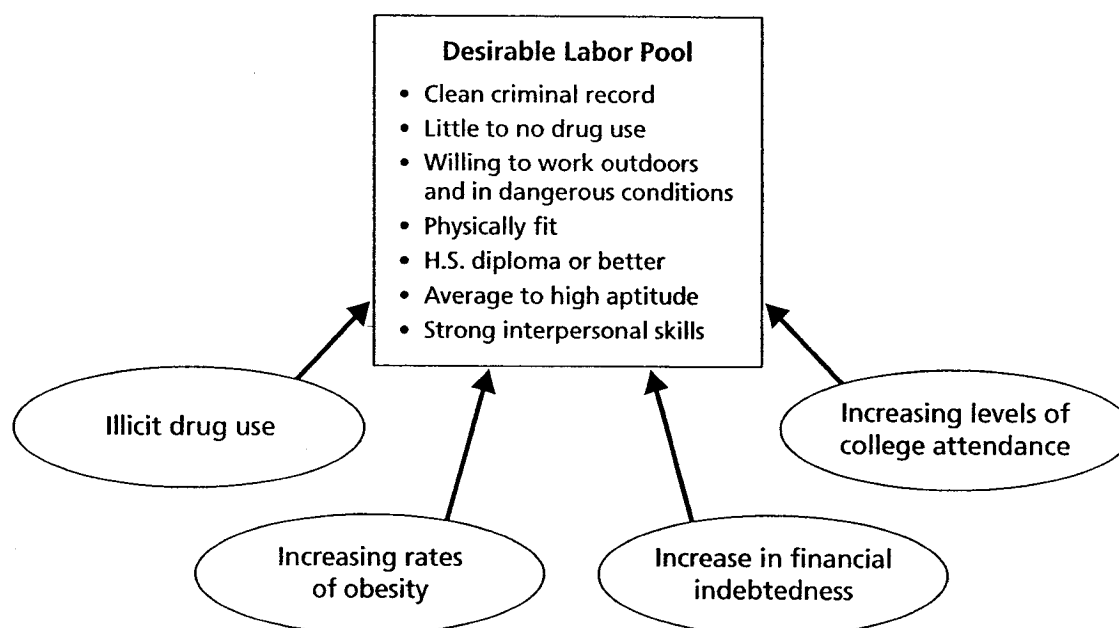 Desirable Labor Pool
• Clean criminal record
• Little to no drug use
• Willing to work outdoors
and in dangerous conditions
• Physically fit
• H.S. diploma or better
• Average to high aptitude
• Strong interpersonal skills
Illicit drug use
Increasing levels of
college attendance
Increasing rates
of obesity
Increase in financial
indebtedness